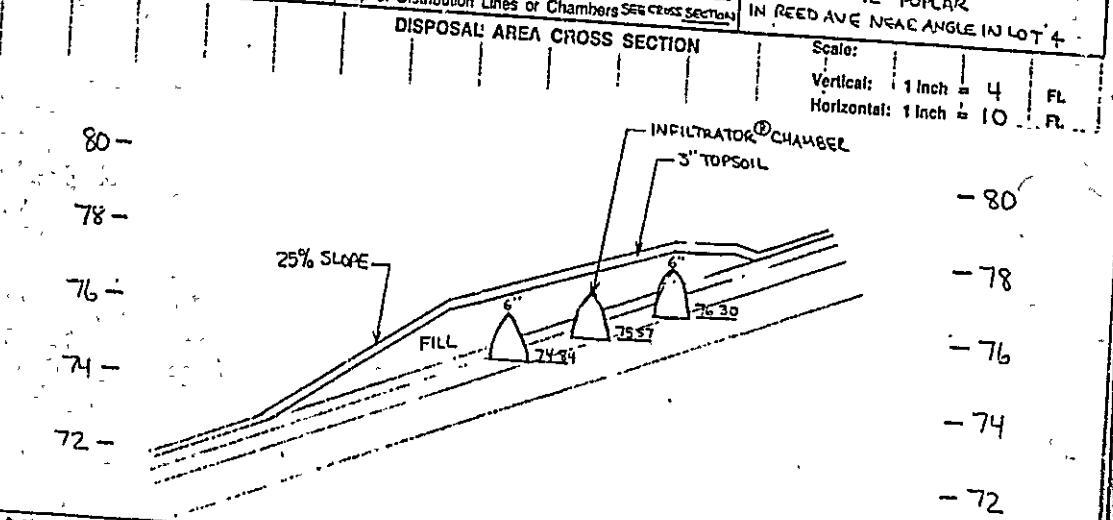 POPLAR
Distribution Lines or Chambers SEE CROSS SECTION
IN REED AVE NEAR ANGLE IN LOT 4
DISPOSAL AREA CROSS SECTION
Scale:
Vertical: 1 Inch = 4 Ft.
Horizontal: 1 Inch = 10 Ft.
80 -
78 -
76 -
74 -
72 -
INFILTRATOR® CHAMBER
3" TOPSOIL
25% SLOPE
FILL
6"
74.84
75.57
6"
76.30
- 80
- 78
- 76
- 74
- 72